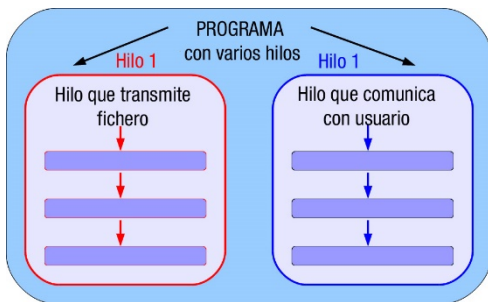 PROGRAMA
con varios hilos
Hilo 1
Hilo 1
Hilo que transmite
fichero
Hilo que comunica
con usuario